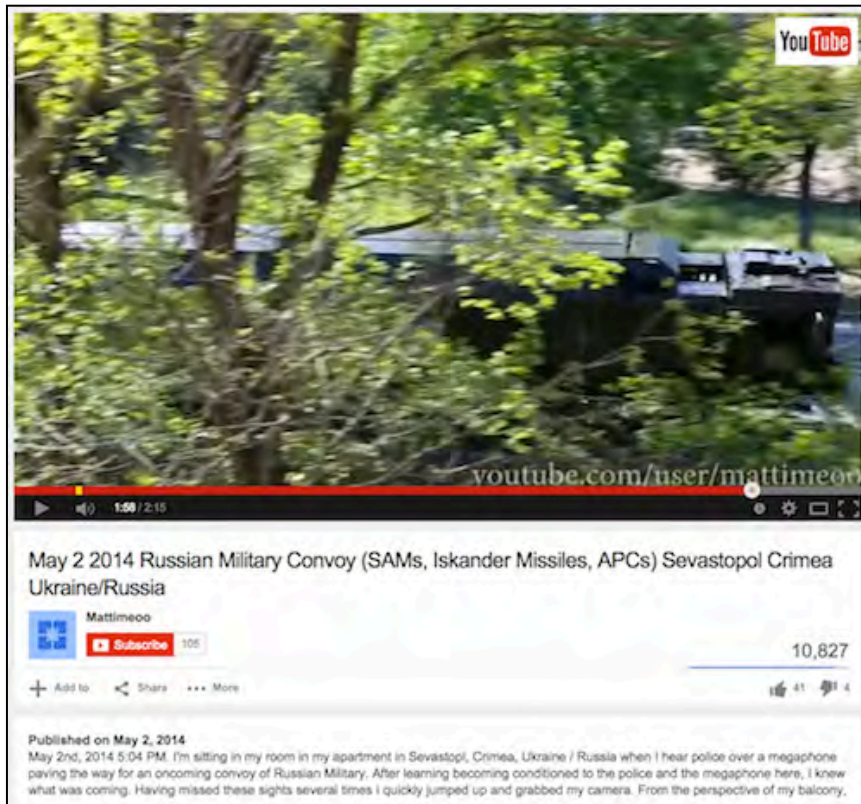 YouTube
youtube.com/user/mattimeoo
1:58 / 2:15
May 2 2014 Russian Military Convoy (SAMs, Iskander Missiles, APCs) Sevastopol Crimea
Ukraine/Russia
Mattimeoo
Subscribe 105
10,827
Add to Share More
41 4
Published on May 2, 2014
May 2nd, 2014 5:04 PM. I'm sitting in my room in my apartment in Sevastopl, Crimea, Ukraine / Russia when I hear police over a megaphone
paving the way for an oncoming convoy of Russian Military. After learning becoming conditioned to the police and the megaphone here, I knew
what was coming. Having missed these sights several times i quickly jumped up and grabbed my camera. From the perspective of my balcony,